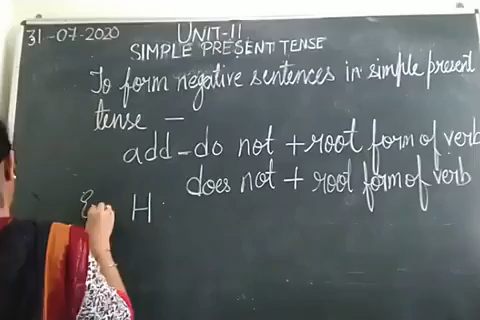 31-07-2020
UNIT-II
SIMPLE PRESENT TENSE
To form negative sentences in simple present
tense —
add - do not + root form of verb
does not + root form of verb
E H